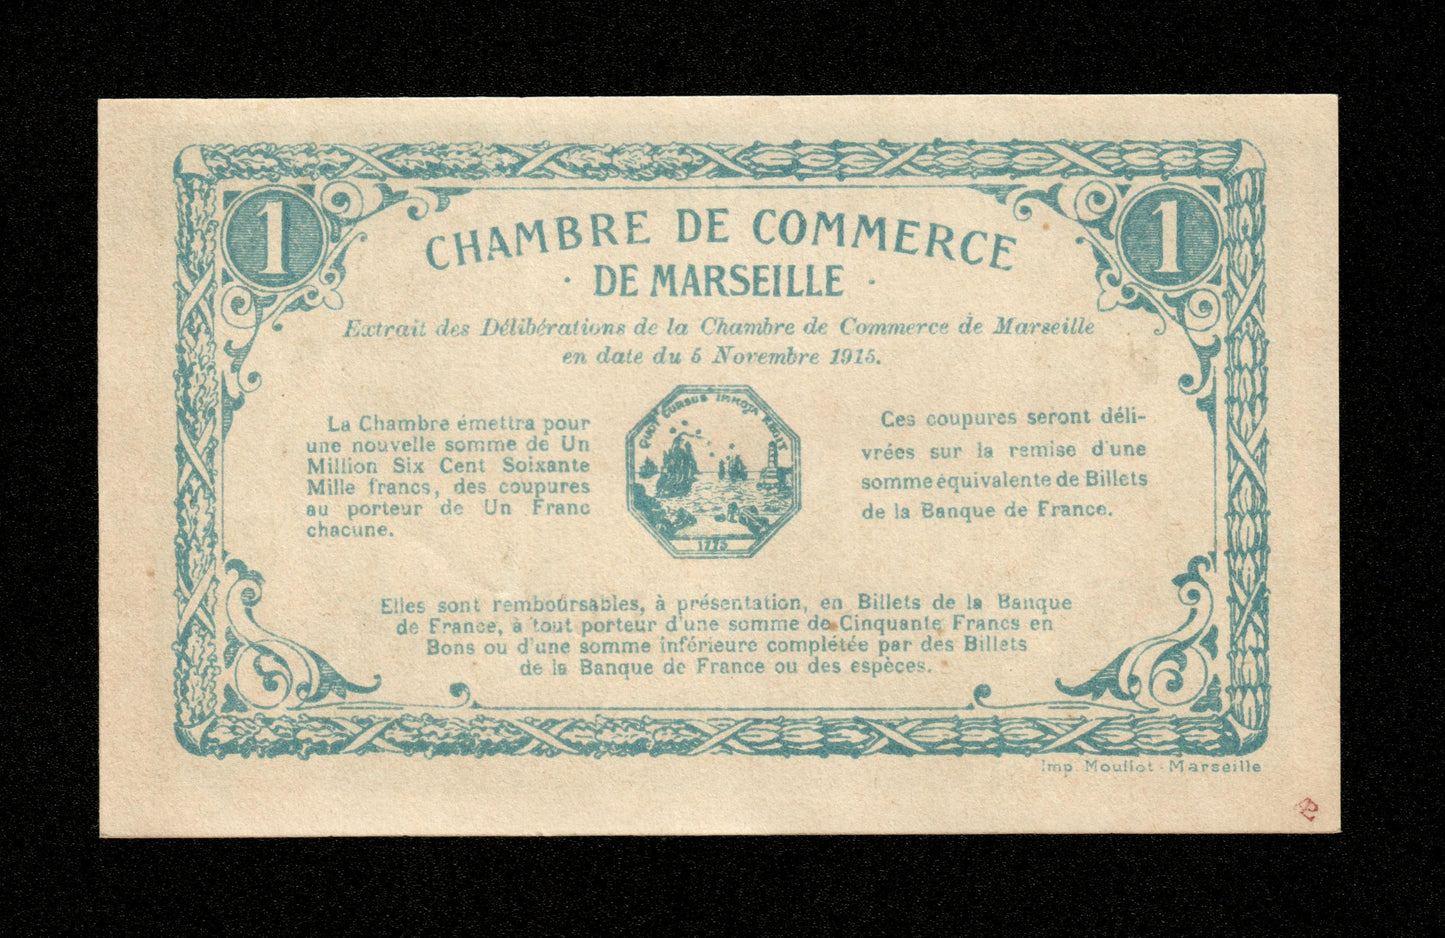 1
1
CHAMBRE DE COMMERCE
· DE MARSEILLE ·
Extrait des Délibérations de la Chambre de Commerce de Marseille
en date du 5 Novembre 1915.
La Chambre émettra pour
une nouvelle somme de Un
Million Six Cent Soixante
Mille francs, des coupures
au porteur de Un Franc
chacune.
QUOT CURSUS IMMOTA REGIT
1775
Ces coupures seront déli-
vrées sur la remise d'une
somme équivalente de Billets
de la Banque de France.
Elles sont remboursables, à présentation, en Billets de la Banque
de France, à tout porteur d'une somme de Cinquante Francs en
Bons ou d'une somme inférieure complétée par des Billets
de la Banque de France ou des espèces.
Imp. Moullot - Marseille